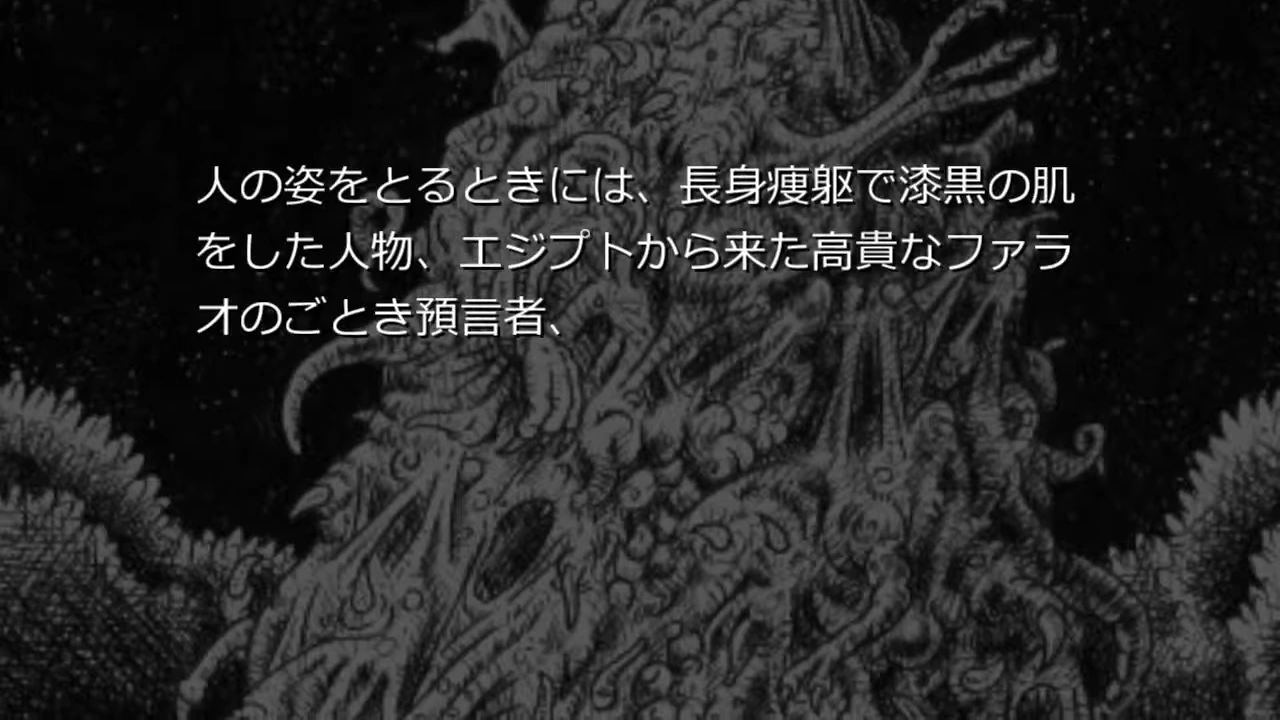 人の姿をとるときには、長身痩躯で漆黒の肌
をした人物、エジプトから来た高貴なファラ
オのごとき預言者、